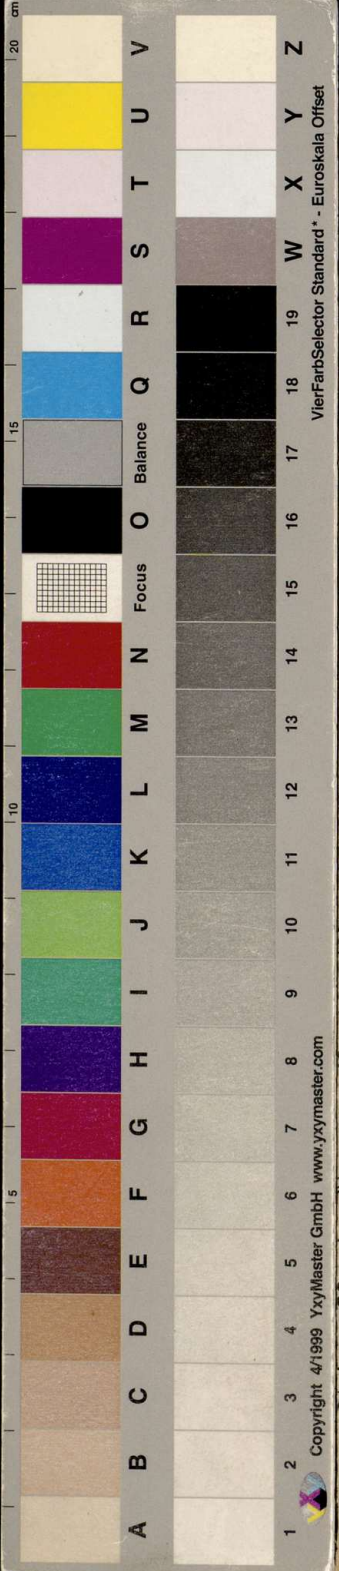 cm
5
10
15
20
A B C D E F G H I J K L M N Focus O Balance Q R S T U V
1 2 3 4 5 6 7 8 9 10 11 12 13 14 15 16 17 18 19 W X Y Z
YXY Copyright 4/1999 YxyMaster GmbH www.yxymaster.com VierFarbSelector Standard* - Euroskala Offset